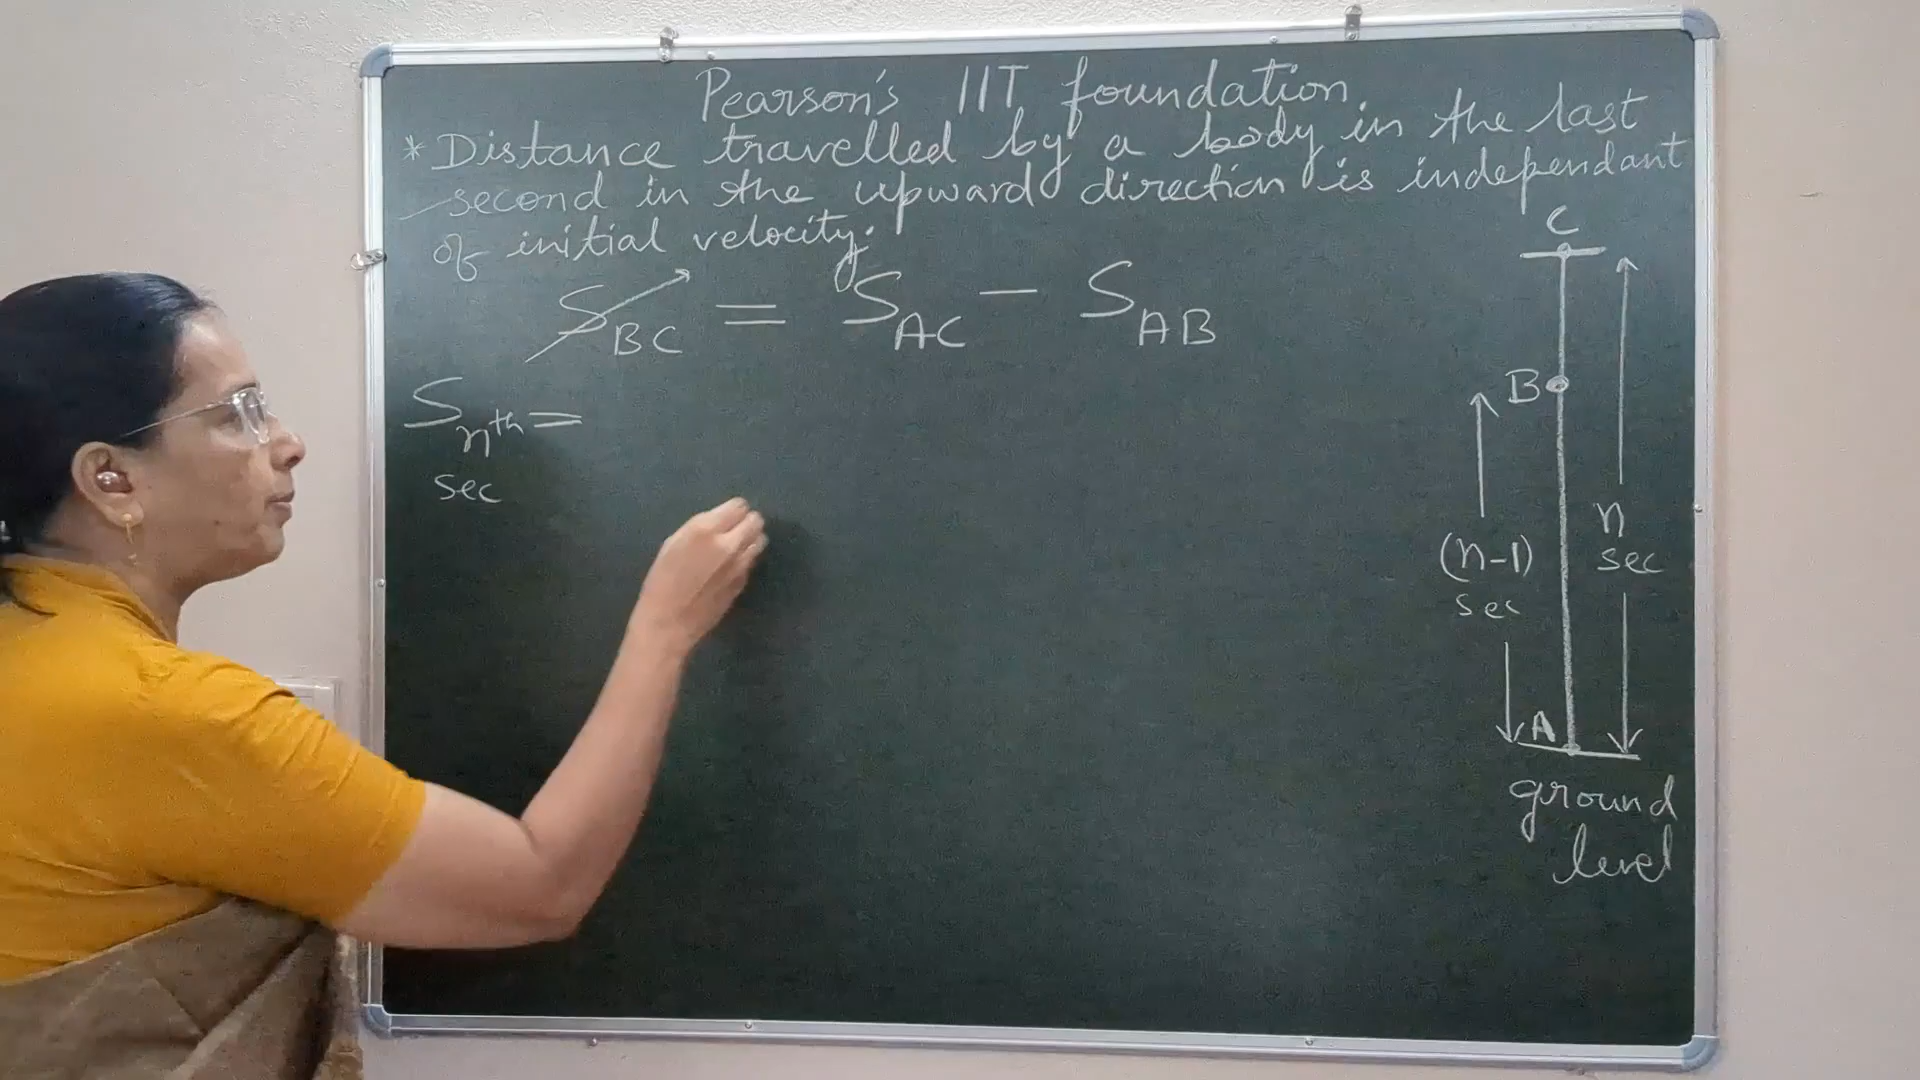 Pearson's IIT foundation.
* Distance travelled by a body in the last
second in the upward direction is independant
of initial velocity.
S_BC = S_AC - S_AB
S_nth sec =
C
B
(n-1)
sec
n
sec
A
ground
level